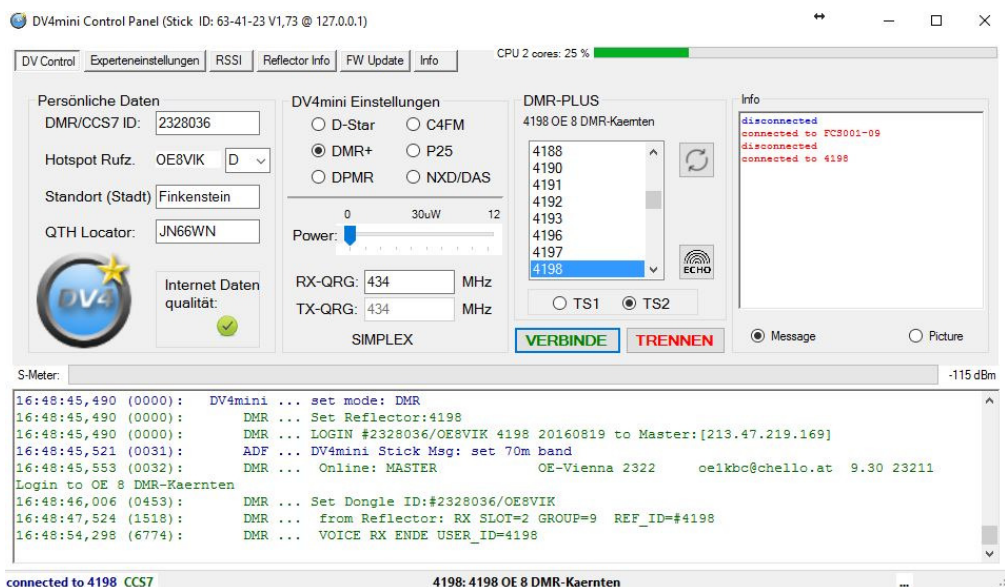 DV4mini Control Panel (Stick ID: 63-41-23 V1,73 @ 127.0.0.1)
DV Control Experteneinstellungen RSSI Reflector Info FW Update Info
CPU 2 cores: 25 %
Persönliche Daten
DMR/CCS7 ID: 2328036
Hotspot Rufz. OE8VIK D
Standort (Stadt) Finkenstein
QTH Locator: JN66WN
DV4
Internet Daten
qualität:
DV4mini Einstellungen
D-Star C4FM
DMR+ P25
DPMR NXD/DAS
0 30uW 12
Power:
RX-QRG: 434 MHz
TX-QRG: 434 MHz
SIMPLEX
DMR-PLUS
4198 OE 8 DMR-Kaernten
4188
4190
4191
4192
4193
4196
4197
4198
ECHO
TS1 TS2
VERBINDE TRENNEN
Info
disconnected
connected to FCS001-09
disconnected
connected to 4198
Message Picture
S-Meter: -115 dBm
16:48:45,490 (0000): DV4mini ... set mode: DMR
16:48:45,490 (0000): DMR ... Set Reflector:4198
16:48:45,490 (0000): DMR ... LOGIN #2328036/OE8VIK 4198 20160819 to Master:[213.47.219.169]
16:48:45,521 (0031): ADF ... DV4mini Stick Msg: set 70m band
16:48:45,553 (0032): DMR ... Online: MASTER OE-Vienna 2322 oe1kbc@chello.at 9.30 23211
Login to OE 8 DMR-Kaernten
16:48:46,006 (0453): DMR ... Set Dongle ID:#2328036/OE8VIK
16:48:47,524 (1518): DMR ... from Reflector: RX SLOT=2 GROUP=9 REF_ID=#4198
16:48:54,298 (6774): DMR ... VOICE RX ENDE USER_ID=4198
connected to 4198 CCS7 4198: 4198 OE 8 DMR-Kaernten ...